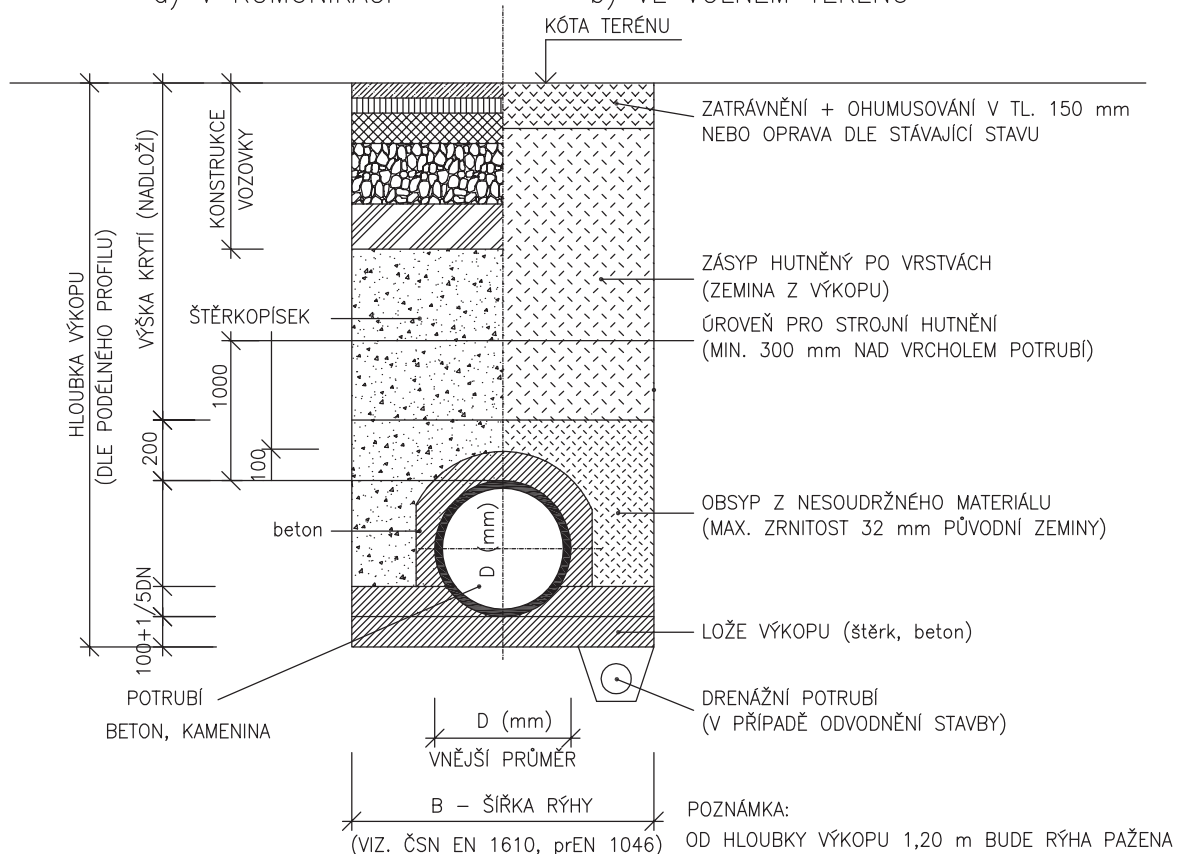 a) V KOMUNIKACI
b) VE VOLNÉM TERÉNU
KÓTA TERÉNU
ZATRÁVNĚNÍ + OHUMUSOVÁNÍ V TL. 150 mm
NEBO OPRAVA DLE STÁVAJÍCÍ STAVU
HLOUBKA VÝKOPU
(DLE PODÉLNÉHO PROFILU)
VÝŠKA KRYTÍ (NADLOŽÍ)
KONSTRUKCE
VOZOVKY
ZÁSYP HUTNĚNÝ PO VRSTVÁCH
(ZEMINA Z VÝKOPU)
ŠTĚRKOPÍSEK
ÚROVEŇ PRO STROJNÍ HUTNĚNÍ
(MIN. 300 mm NAD VRCHOLEM POTRUBÍ)
1000
200
100
OBSYP Z NESOUDRŽNÉHO MATERIÁLU
(MAX. ZRNITOST 32 mm PŮVODNÍ ZEMINY)
beton
D (mm)
100+1/5DN
LOŽE VÝKOPU (štěrk, beton)
POTRUBÍ
BETON, KAMENINA
DRENÁŽNÍ POTRUBÍ
(V PŘÍPADĚ ODVODNĚNÍ STAVBY)
D (mm)
VNĚJŠÍ PRŮMĚR
B – ŠÍŘKA RÝHY
(VIZ. ČSN EN 1610, prEN 1046)
POZNÁMKA:
OD HLOUBKY VÝKOPU 1,20 m BUDE RÝHA PAŽENA